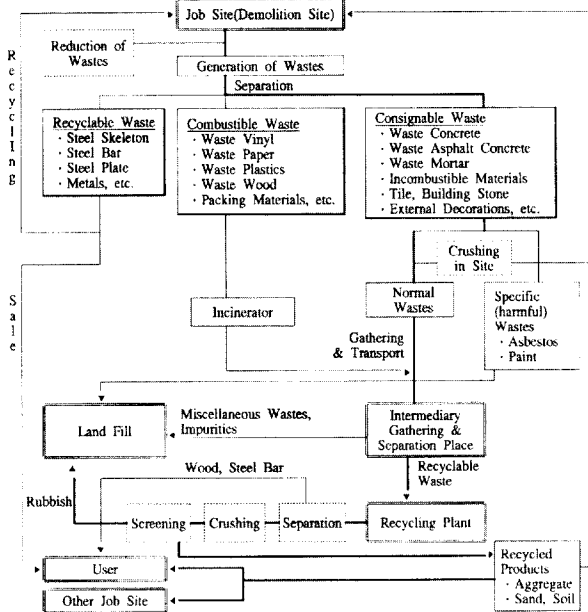 Job Site(Demolition Site)
Reduction of
Wastes
Generation of Wastes
Separation
Recycling
Recyclable Waste
· Steel Skeleton
· Steel Bar
· Steel Plate
· Metals, etc.
Combustible Waste
· Waste Vinyl
· Waste Paper
· Waste Plastics
· Waste Wood
· Packing Materials, etc.
Consignable Waste
· Waste Concrete
· Waste Asphalt Concrete
· Waste Mortar
· Incombustible Materials
· Tile, Building Stone
· External Decorations, etc.
Crushing
in Site
Sale
Incinerator
Normal
Wastes
Specific
(harmful)
Wastes
· Asbestos
· Paint
Gathering
& Transport
Land Fill
Miscellaneous Wastes,
Impurities
Intermediary
Gathering &
Separation Place
Wood, Steel Bar
Recyclable
Waste
Rubbish
Screening
Crushing
Separation
Recycling Plant
User
Other Job Site
Recycled
Products
· Aggregate
· Sand, Soil